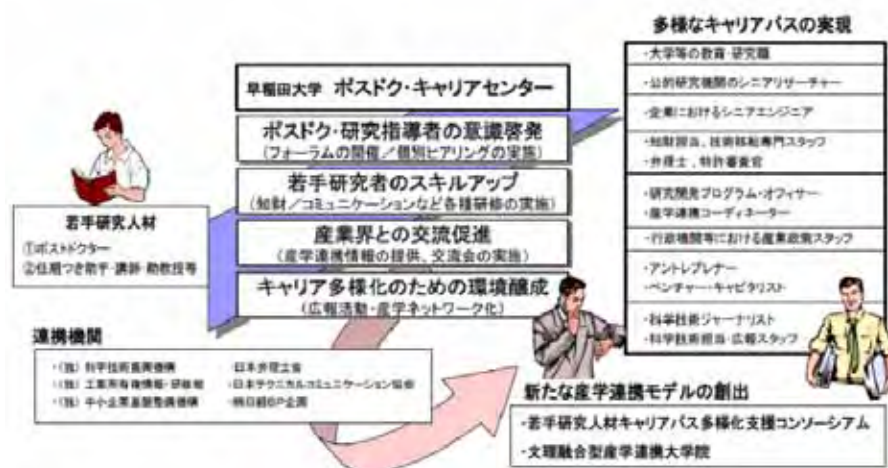 多様なキャリアパスの実現
・大学等の教育・研究職
・公的研究機関のシニアリサーチャー
・企業におけるシニアエンジニア
・知財担当、技術移転専門スタッフ
・弁理士、特許審査官
・研究開発プログラム・オフィサー
・産学連携コーディネーター
・行政機関等における産業政策スタッフ
・アントレプレナー
・ベンチャー・キャピタリスト
・科学技術ジャーナリスト
・科学技術担当・広報スタッフ
早稲田大学 ポスドク・キャリアセンター
ポスドク・研究指導者の意識啓発
(フォーラムの開催／個別ヒアリングの実施)
若手研究者のスキルアップ
(知財／コミュニケーションなど各種研修の実施)
産業界との交流促進
(産学連携情報の提供、交流会の実施)
キャリア多様化のための環境醸成
(広報活動・産学ネットワーク化)
若手研究人材
①ポストドクター
②任期つき助手・講師・助教授等
連携機関
・(独) 科学技術振興機構
・(独) 工業所有権情報・研修館
・(独) 中小企業基盤整備機構
・日本弁理士会
・日本テクニカルコミュニケーション協会
・㈱日経BP企画
新たな産学連携モデルの創出
・若手研究人材キャリアパス多様化支援コンソーシアム
・文理融合型産学連携大学院